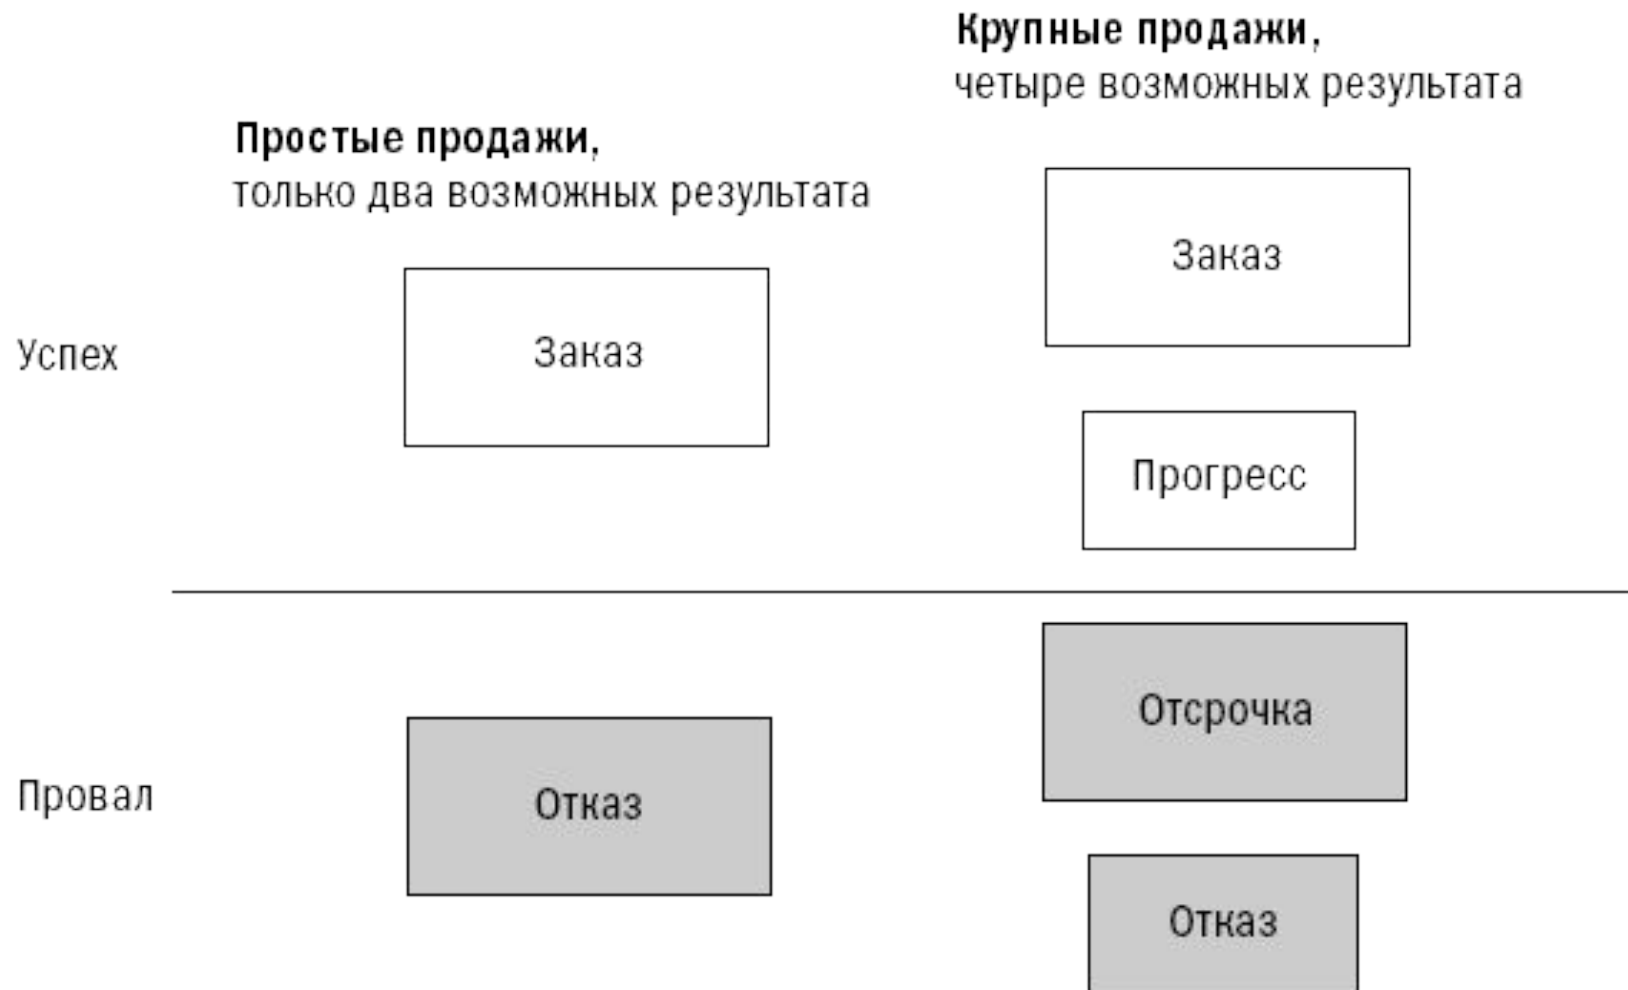 Крупные продажи,
четыре возможных результата
Простые продажи,
только два возможных результата
Заказ
Успех
Заказ
Прогресс
Отсрочка
Провал
Отказ
Отказ